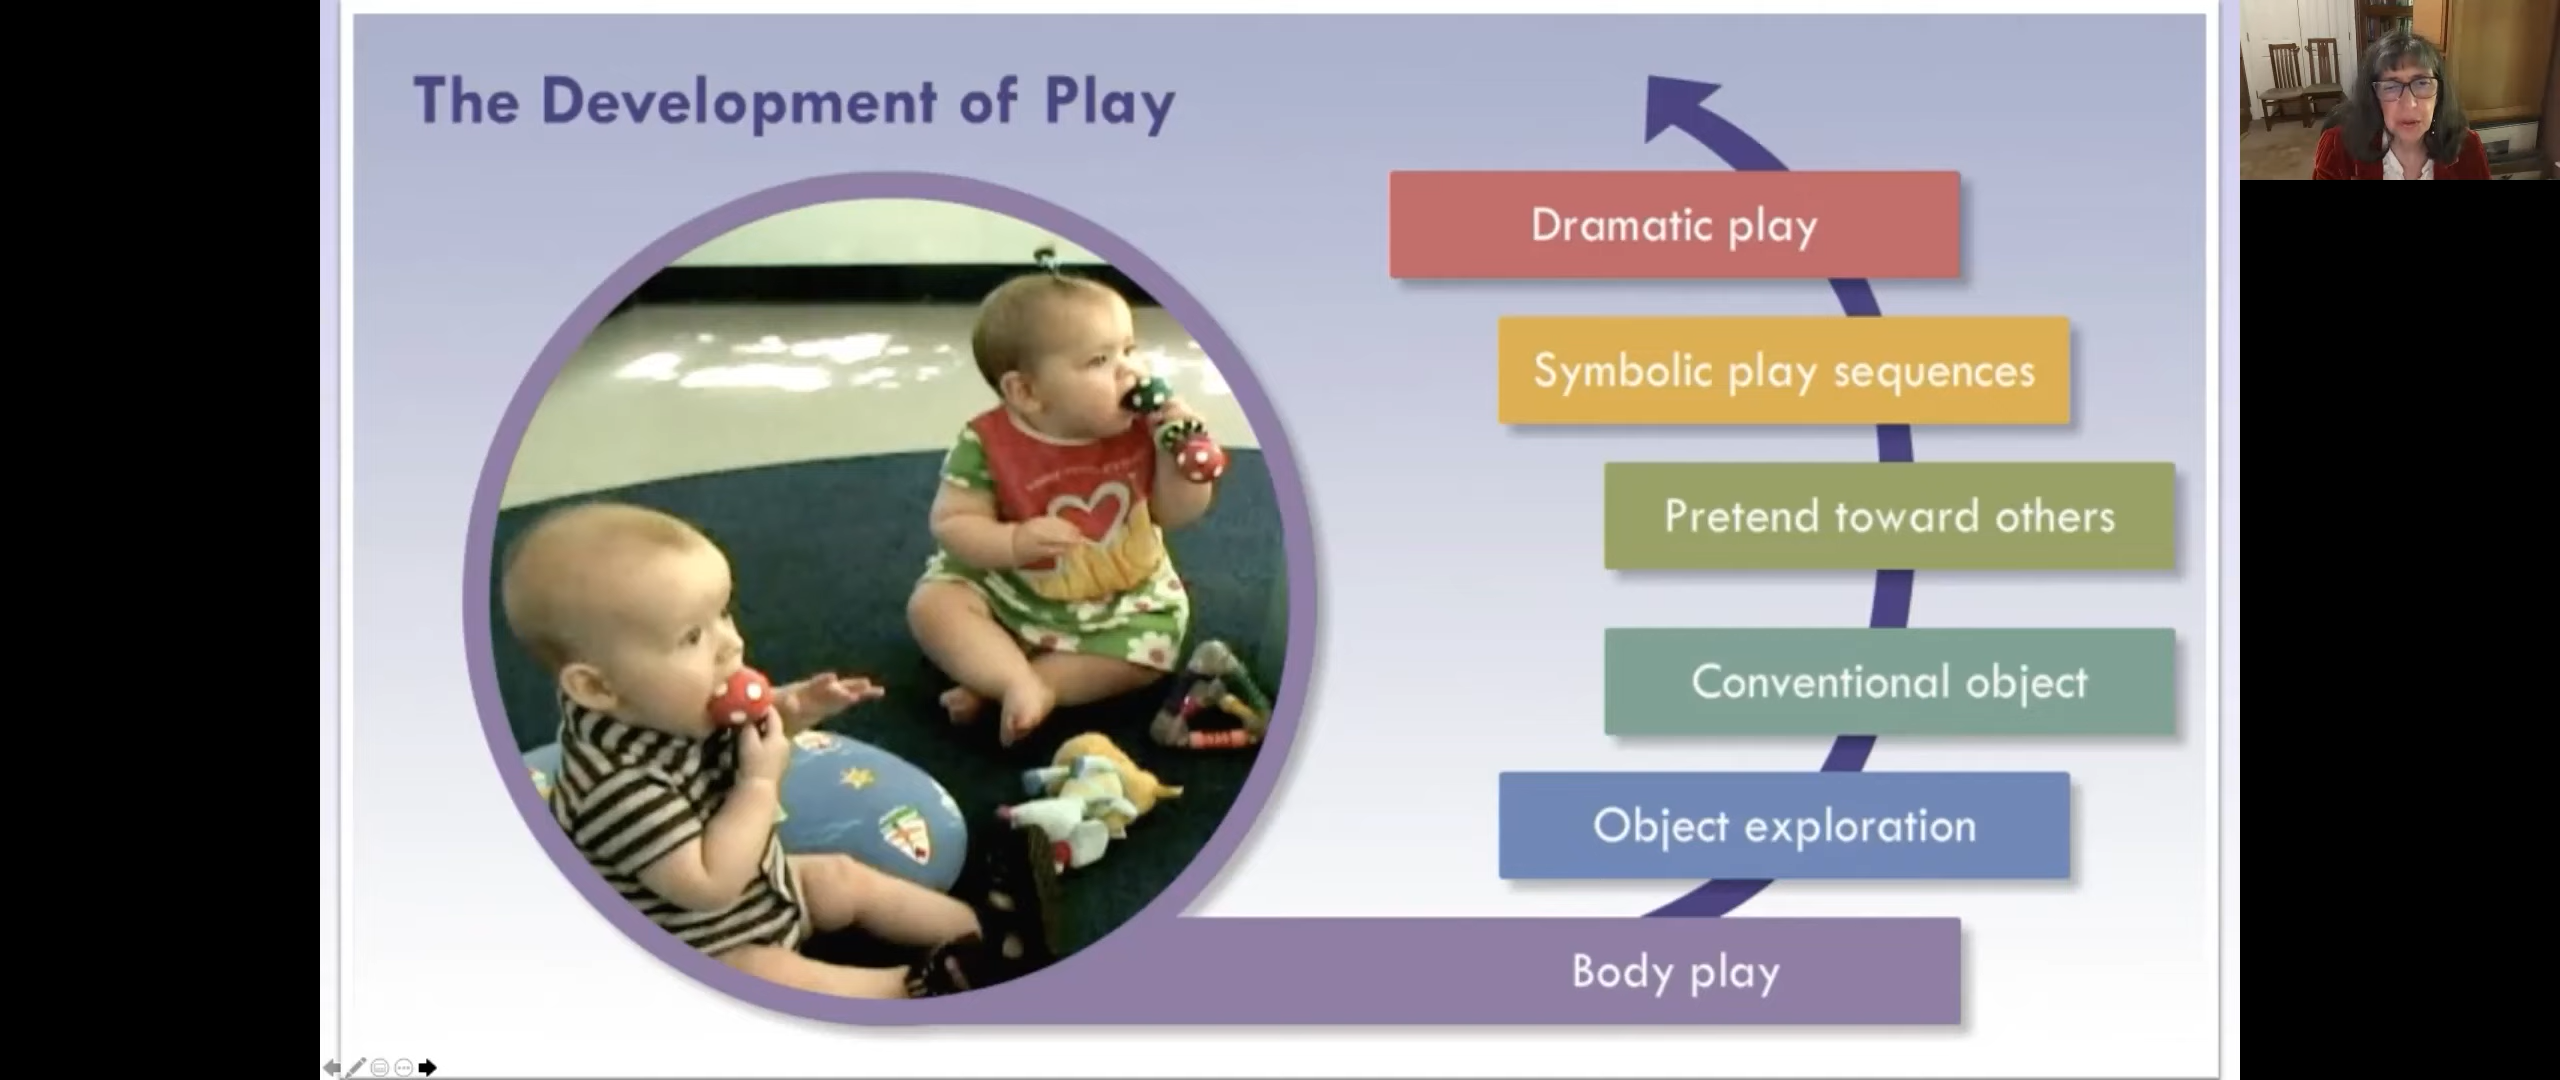 The Development of Play
Dramatic play
Symbolic play sequences
Pretend toward others
Conventional object
Object exploration
Body play